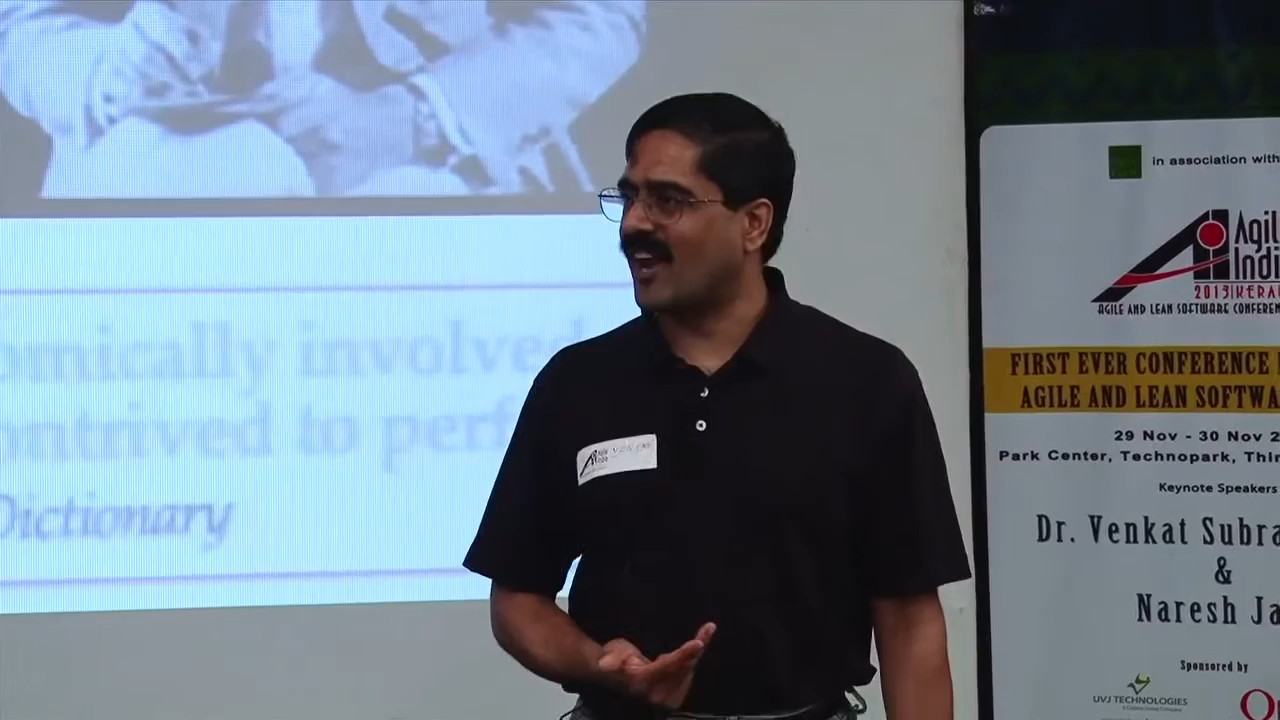 omically involve
ontrived to perf
Dictionary
in association with
Agil
Indi
2013|KERA
AGILE AND LEAN SOFTWARE CONFEREN
FIRST EVER CONFERENCE
AGILE AND LEAN SOFTWA
29 Nov - 30 Nov 2
Park Center, Technopark, Thir
Keynote Speakers
Dr. Venkat Subra
&
Naresh Ja
Sponsored by
UVJ TECHNOLOGIES